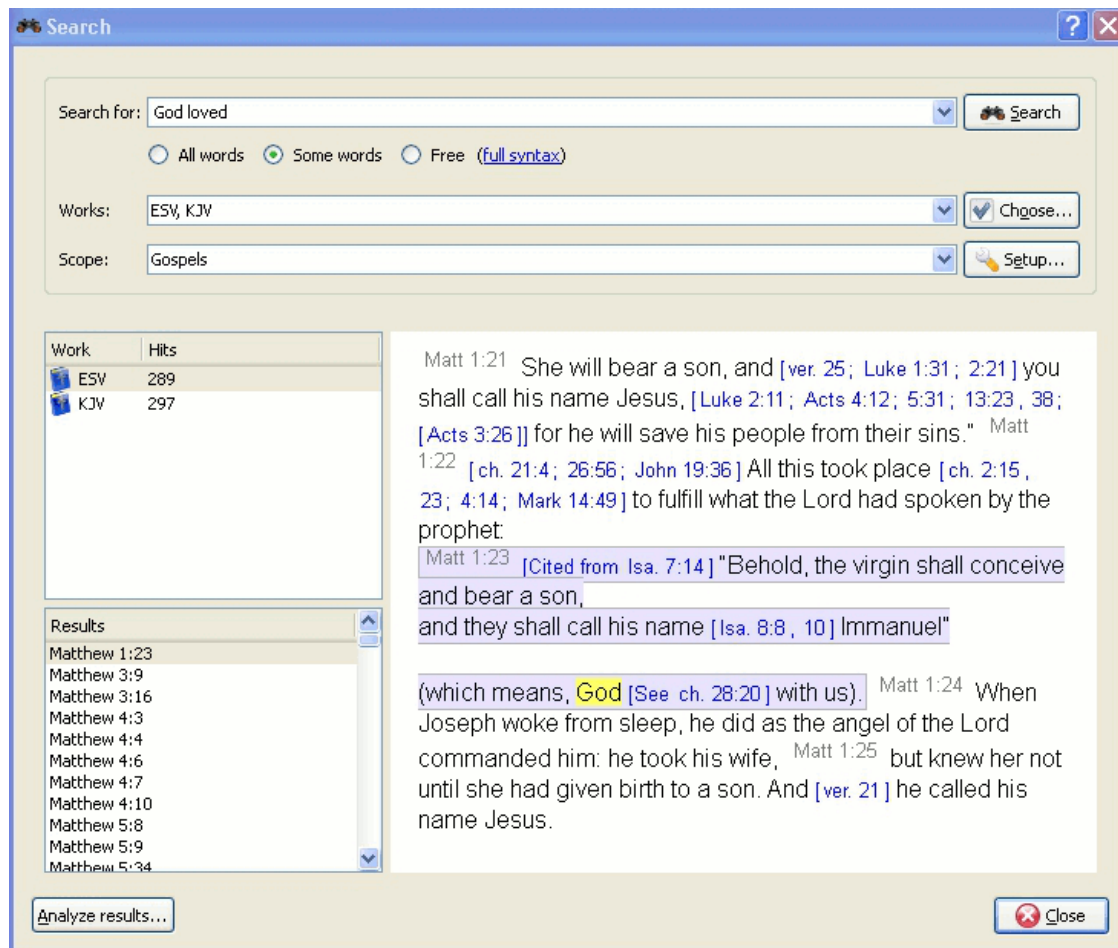 Search
Search for: God loved Search
All words Some words Free (full syntax)
Works: ESV, KJV Choose...
Scope: Gospels Setup...
Work Hits
ESV 289
KJV 297
Results
Matthew 1:23
Matthew 3:9
Matthew 3:16
Matthew 4:3
Matthew 4:4
Matthew 4:6
Matthew 4:7
Matthew 4:10
Matthew 5:8
Matthew 5:9
Matthew 5:34
Matt 1:21 She will bear a son, and [ver. 25; Luke 1:31; 2:21] you
shall call his name Jesus, [Luke 2:11; Acts 4:12; 5:31; 13:23, 38;
[Acts 3:26]] for he will save his people from their sins." Matt
1:22 [ch. 21:4; 26:56; John 19:36] All this took place [ch. 2:15,
23; 4:14; Mark 14:49] to fulfill what the Lord had spoken by the
prophet:
Matt 1:23 [Cited from Isa. 7:14] "Behold, the virgin shall conceive
and bear a son,
and they shall call his name [Isa. 8:8, 10] Immanuel"
(which means, God [See ch. 28:20] with us). Matt 1:24 When
Joseph woke from sleep, he did as the angel of the Lord
commanded him: he took his wife, Matt 1:25 but knew her not
until she had given birth to a son. And [ver. 21] he called his
name Jesus.
Analyze results... Close